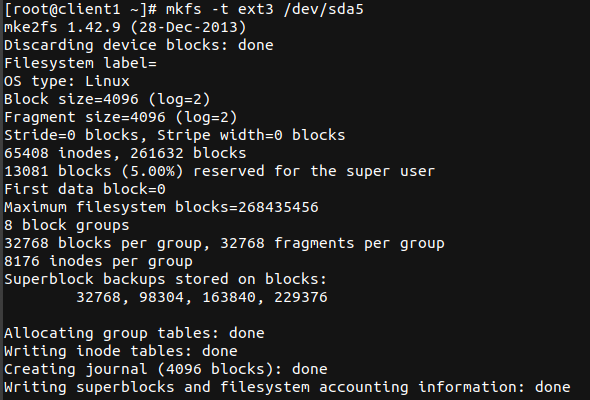 [root@client1 ~]# mkfs -t ext3 /dev/sda5
mke2fs 1.42.9 (28-Dec-2013)
Discarding device blocks: done
Filesystem label=
OS type: Linux
Block size=4096 (log=2)
Fragment size=4096 (log=2)
Stride=0 blocks, Stripe width=0 blocks
65408 inodes, 261632 blocks
13081 blocks (5.00%) reserved for the super user
First data block=0
Maximum filesystem blocks=268435456
8 block groups
32768 blocks per group, 32768 fragments per group
8176 inodes per group
Superblock backups stored on blocks:
        32768, 98304, 163840, 229376

Allocating group tables: done
Writing inode tables: done
Creating journal (4096 blocks): done
Writing superblocks and filesystem accounting information: done